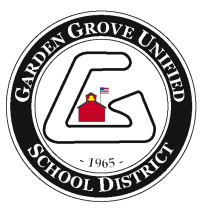 GARDEN GROVE UNIFIED
- 1965 -
SCHOOL DISTRICT